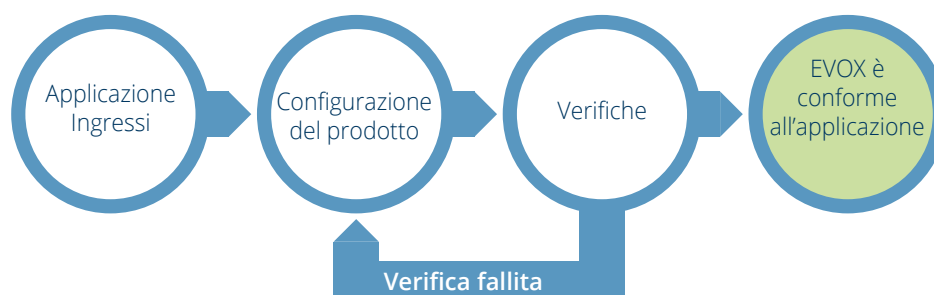 Applicazione
Ingressi
Configurazione
del prodotto
Verifiche
EVOX è
conforme
all'applicazione
Verifica fallita